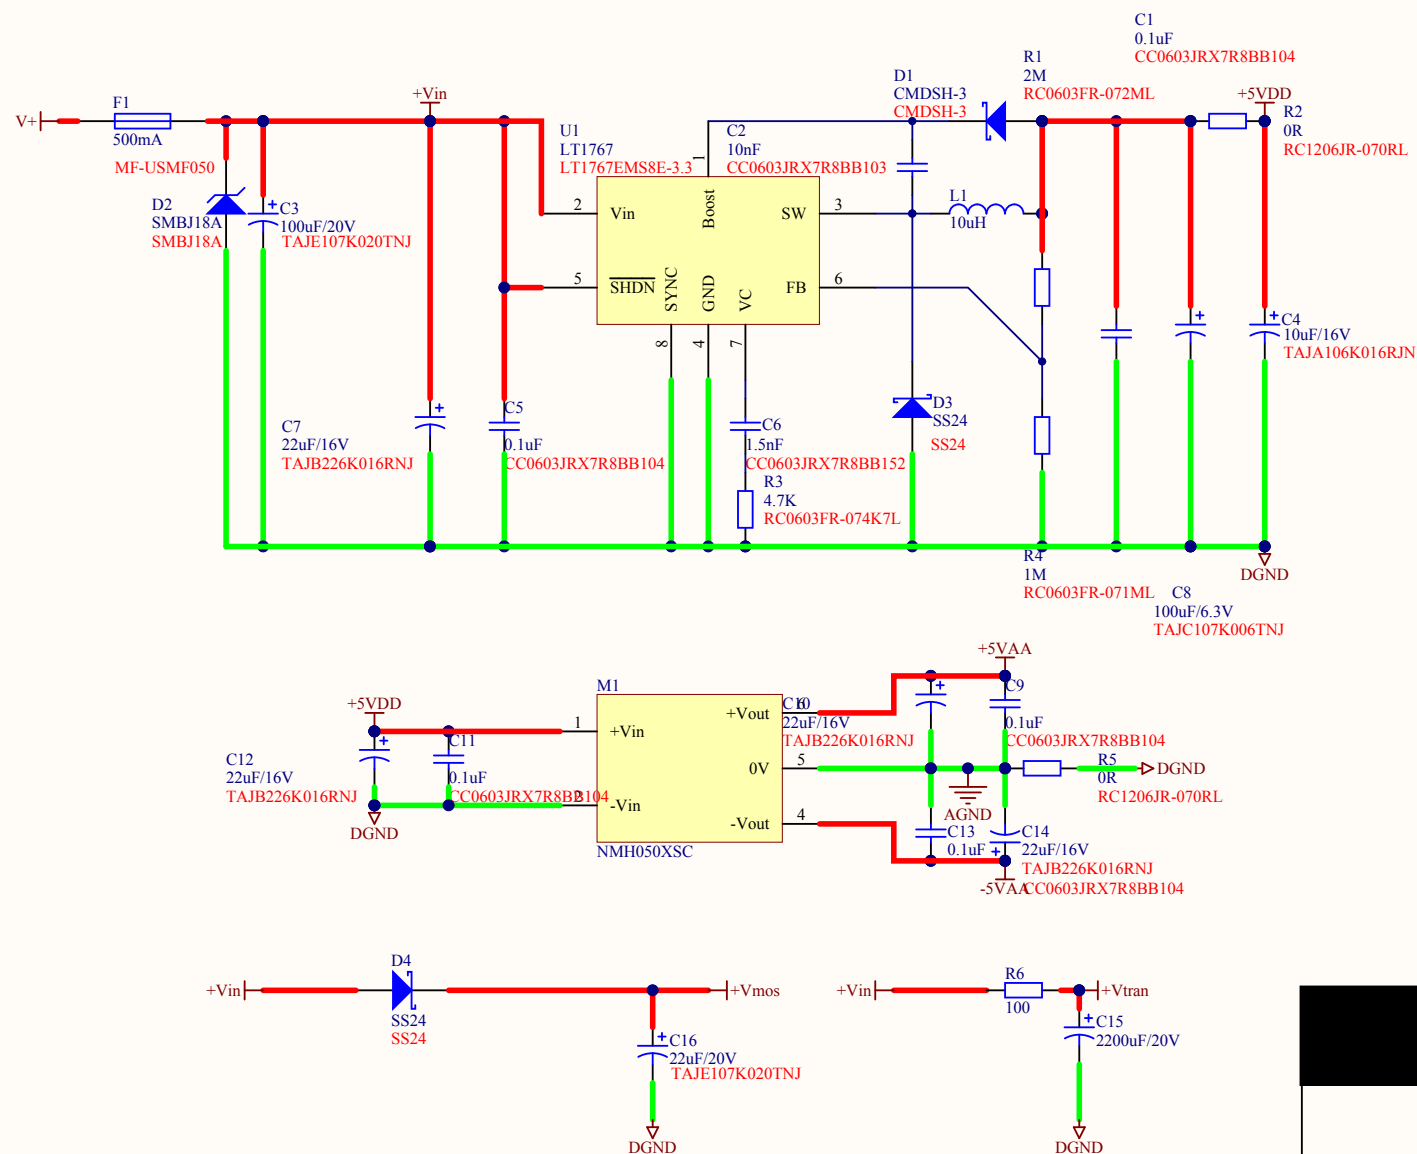 C1
0.1uF
CC0603JRX7R8BB104
R1
2M
RC0603FR-072ML
D1
CMDSH-3
CMDSH-3
+5VDD
R2
0R
RC1206JR-070RL
V+
F1
500mA
MF-USMF050
+Vin
U1
LT1767
LT1767EMS8E-3.3
1
C2
10nF
CC0603JRX7R8BB103
D2
SMBJ18A
SMBJ18A
C3
100uF/20V
TAJE107K020TNJ
2
Vin
Boost
SW
3
L1
10uH
5
SHDN
SYNC
GND
VC
FB
6
8
4
7
C4
10uF/16V
TAJA106K016RJN
C7
22uF/16V
TAJB226K016RNJ
C5
0.1uF
CC0603JRX7R8BB104
C6
1.5nF
CC0603JRX7R8BB152
D3
SS24
SS24
R3
4.7K
RC0603FR-074K7L
R4
1M
RC0603FR-071ML
DGND
C8
100uF/6.3V
TAJC107K006TNJ
+5VAA
M1
+5VDD
1
+Vin
+Vout
6
C10
22uF/16V
TAJB226K016RNJ
C9
0.1uF
CC0603JRX7R8BB104
C12
22uF/16V
TAJB226K016RNJ
C11
0.1uF
CC0603JRX7R8BB104
0V
5
R5
0R
RC1206JR-070RL
DGND
2
-Vin
DGND
-Vout
4
AGND
C13
0.1uF
C14
22uF/16V
TAJB226K016RNJ
NMH050XSC
-5VAA
CC0603JRX7R8BB104
+Vin
D4
SS24
SS24
+Vmos
C16
22uF/20V
TAJE107K020TNJ
DGND
+Vin
R6
100
+Vtran
C15
2200uF/20V
DGND